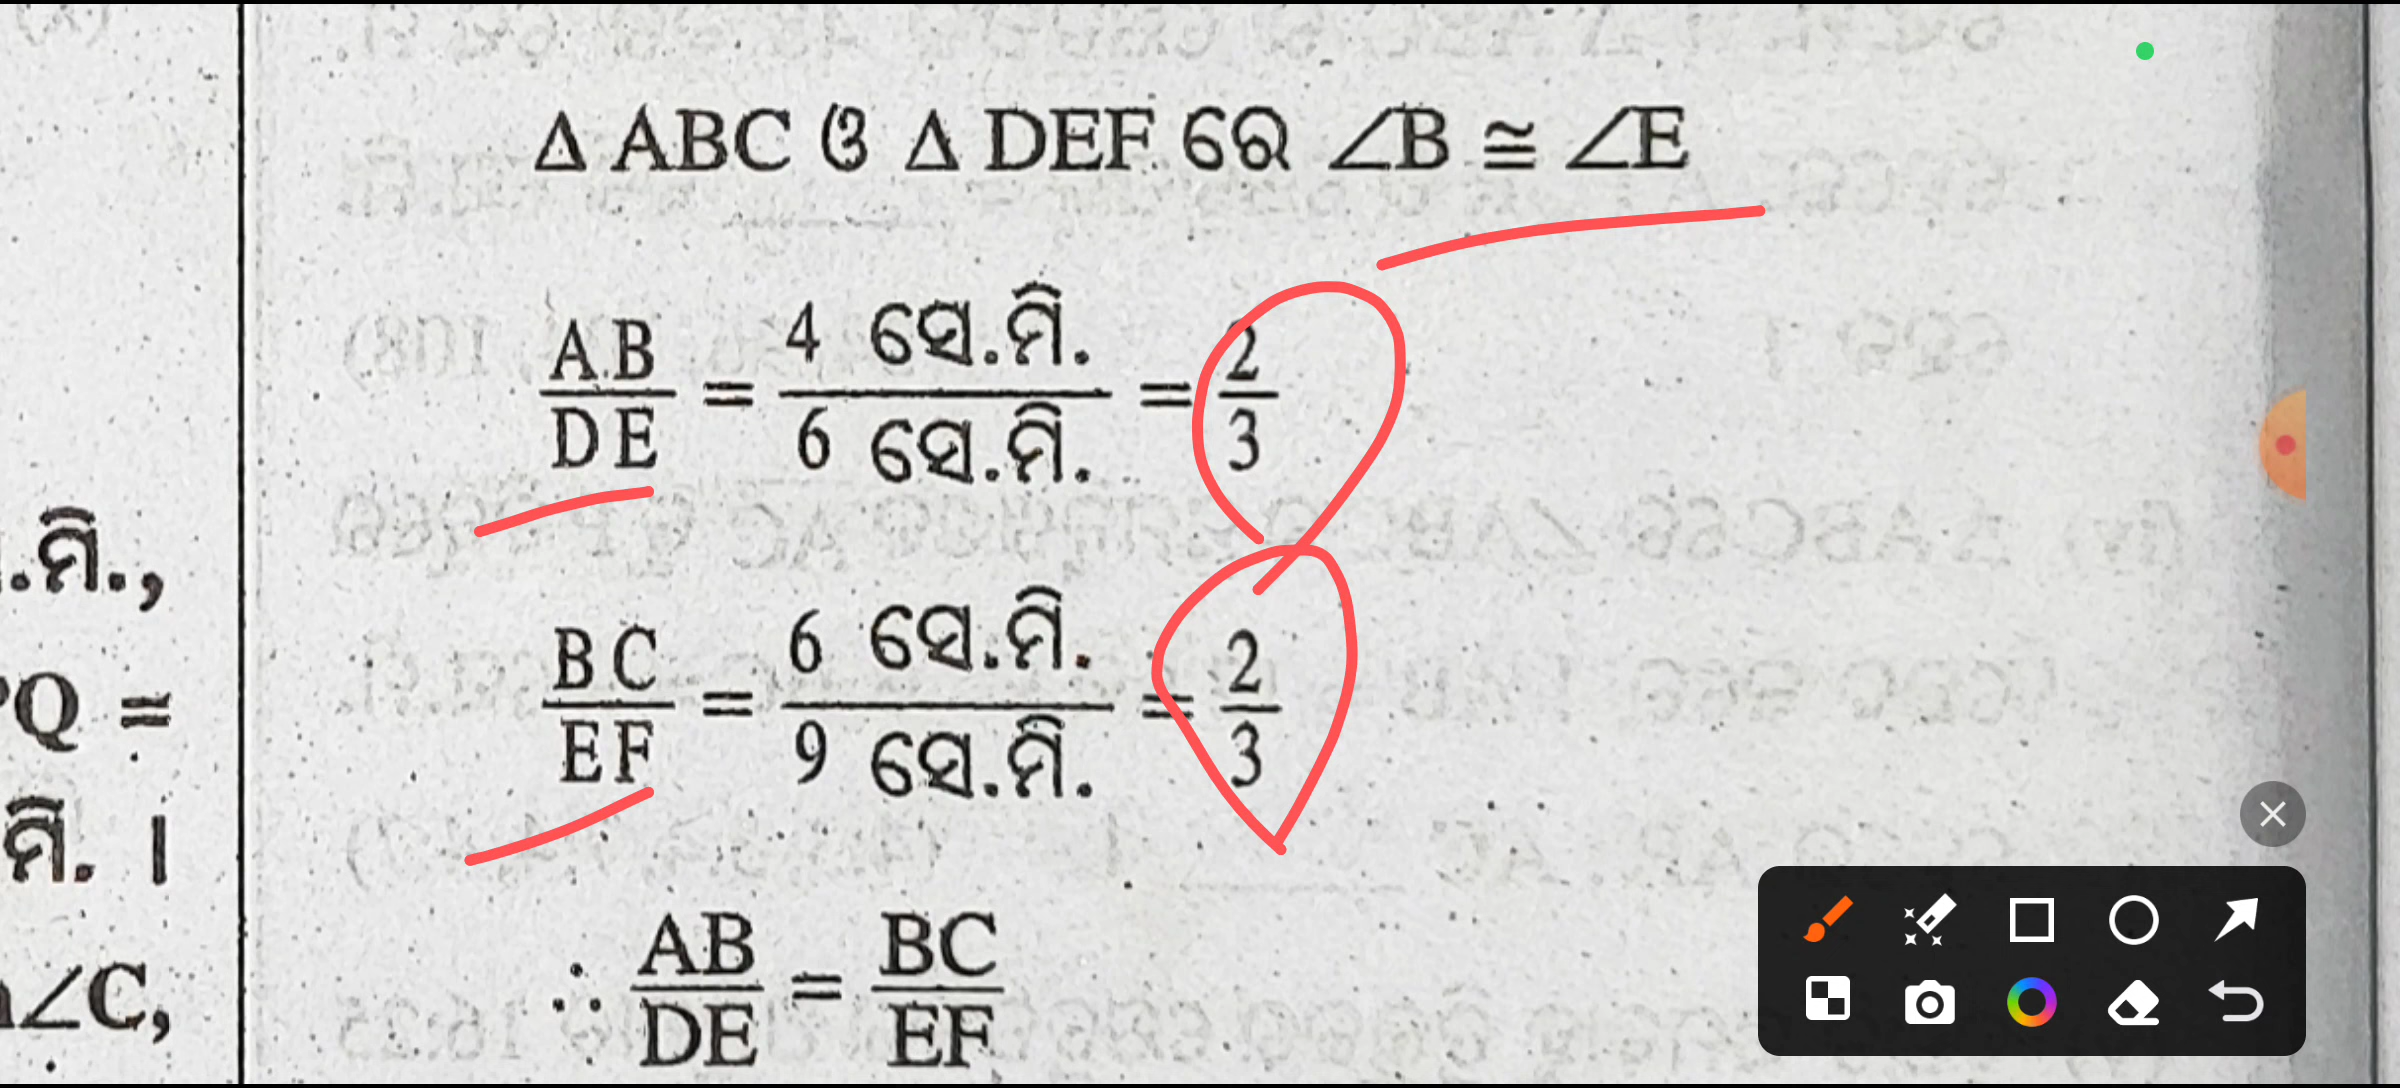 Δ ABC ଓ Δ DEF ରେ ∠B ≅ ∠E
AB/DE = 4 ସେ.ମି./6 ସେ.ମି. = 2/3
BC/EF = 6 ସେ.ମି./9 ସେ.ମି. = 2/3
∴ AB/DE = BC/EF
.ମି.,
Q =
ମି. ।
∠C,